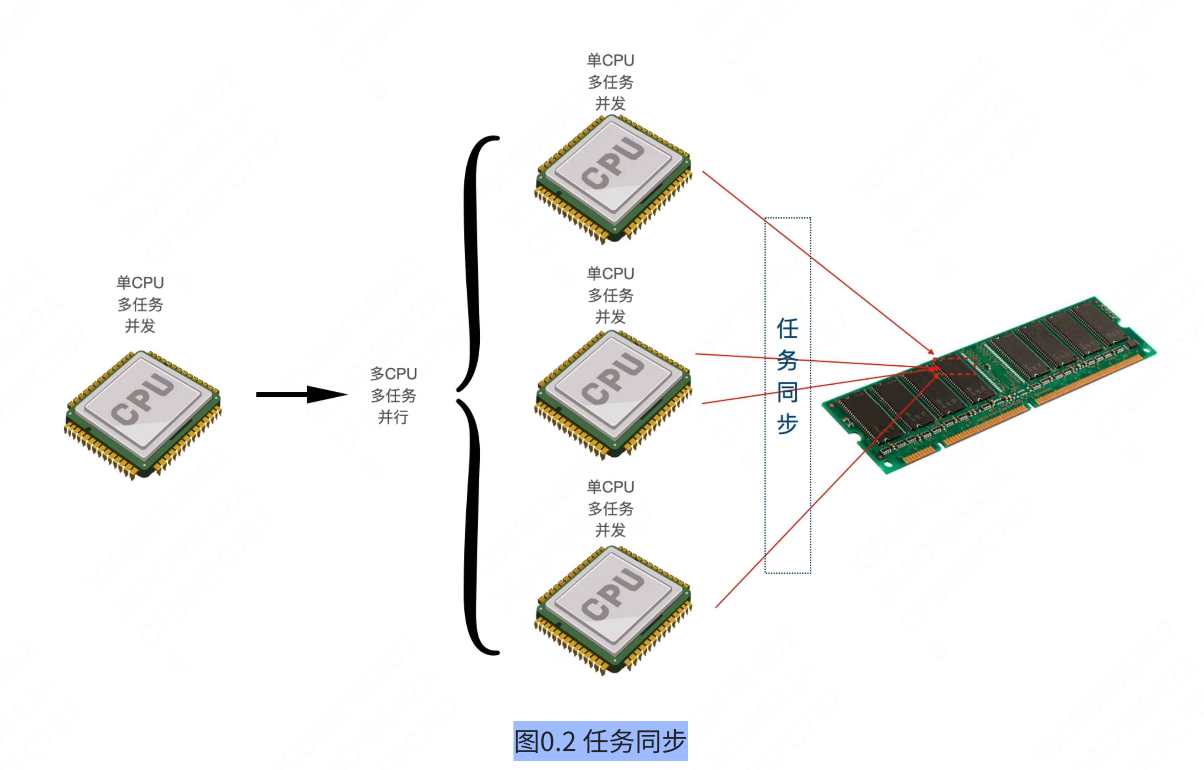 单CPU
多任务
并发
CPU
多CPU
多任务
并行
单CPU
多任务
并发
CPU
单CPU
多任务
并发
CPU
单CPU
多任务
并发
CPU
任
务
同
步
图0.2 任务同步